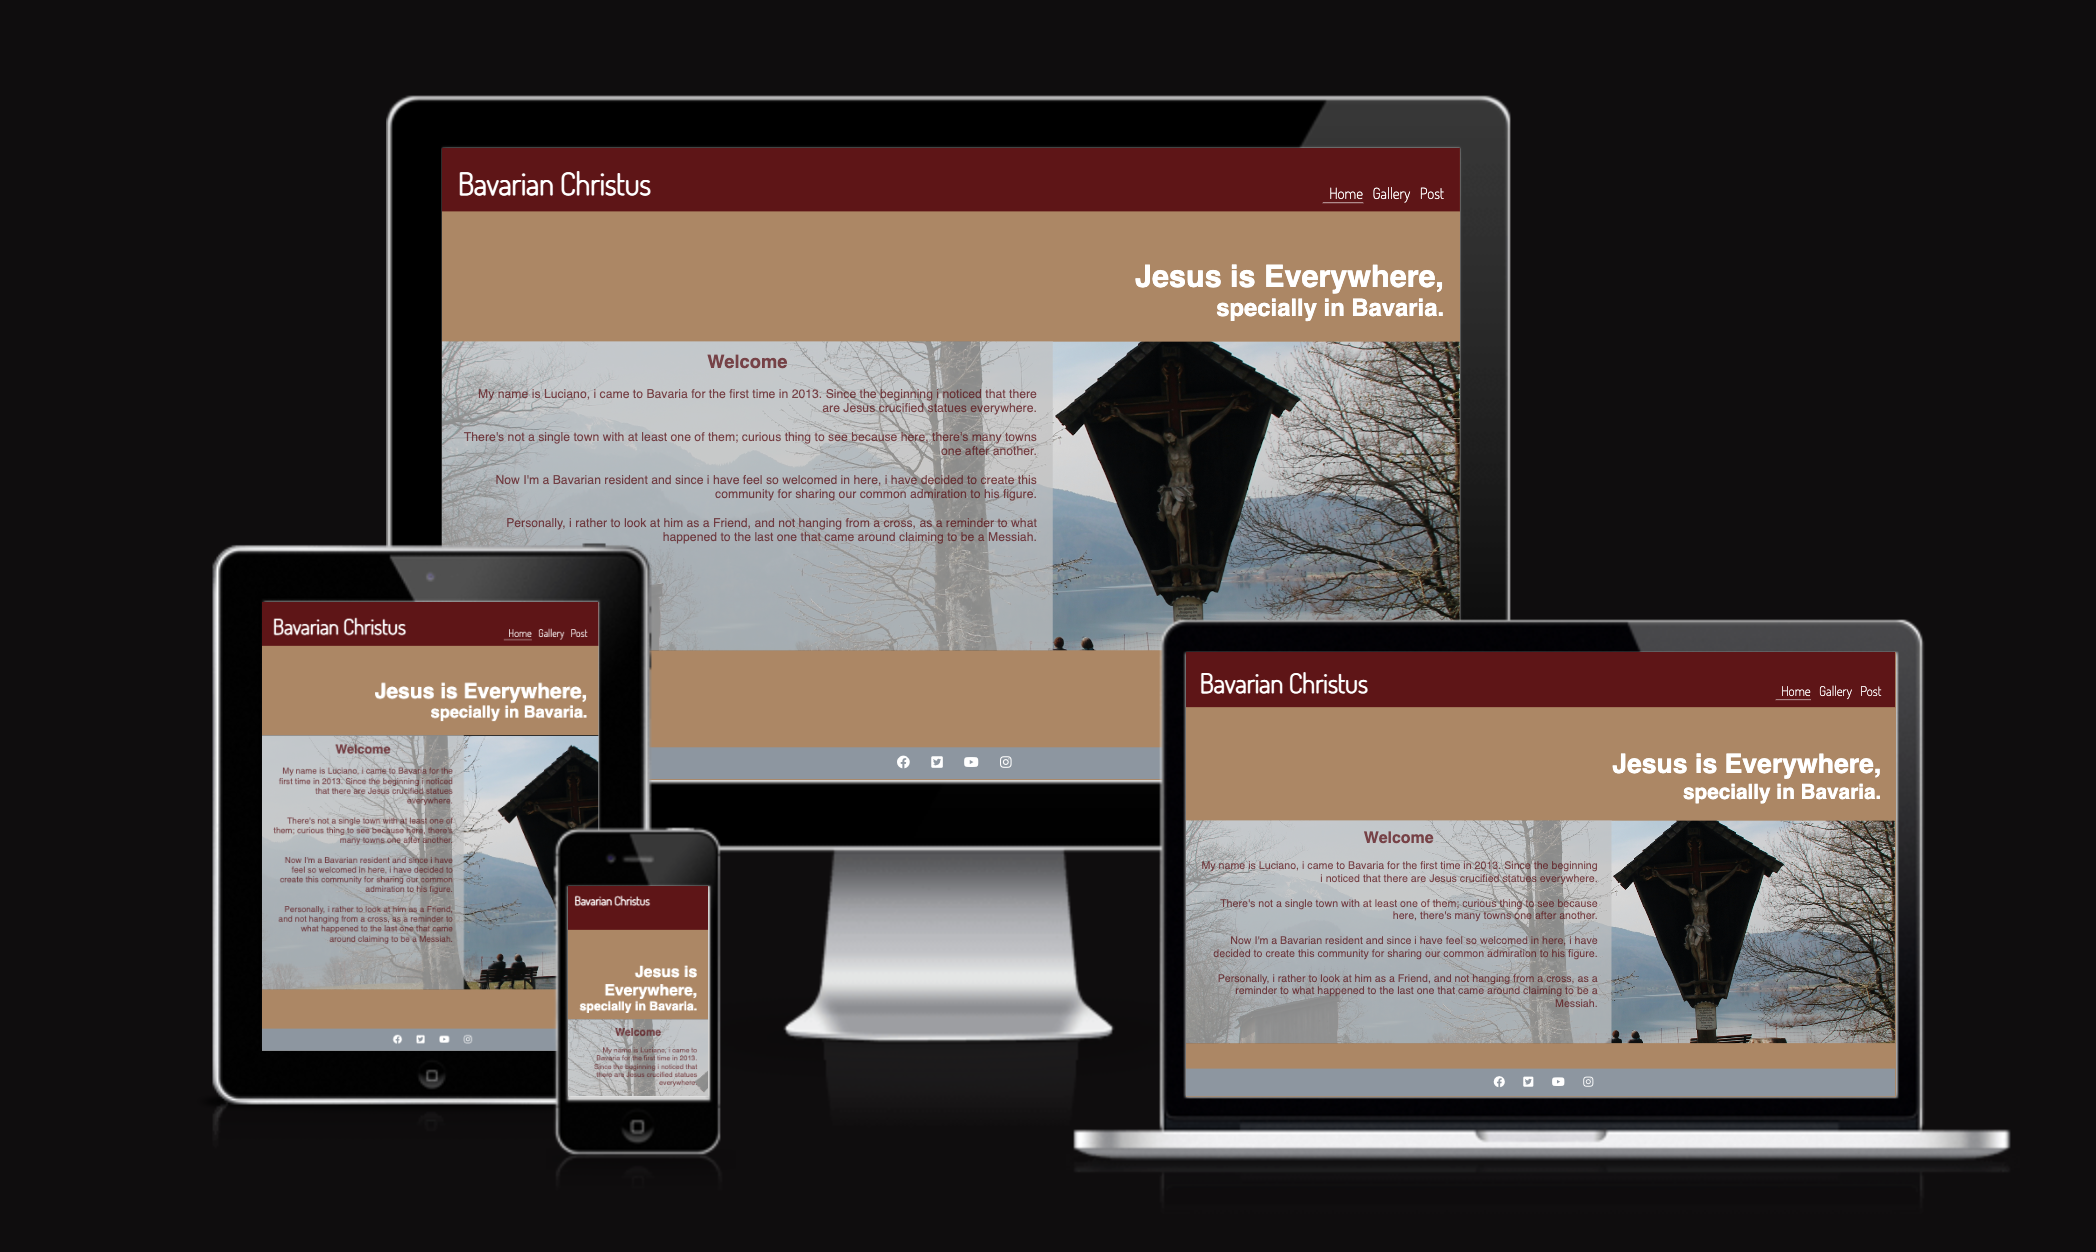 Bavarian Christus
Home Gallery Post
Jesus is Everywhere,
specially in Bavaria.
Welcome
My name is Luciano, i came to Bavaria for the first time in 2013. Since the beginning i noticed that there
are Jesus crucified statues everywhere.
There's not a single town with at least one of them; curious thing to see because here, there's many towns
one after another.
Now I'm a Bavarian resident and since i have feel so welcomed in here, i have decided to create this
community for sharing our common admiration to his figure.
Personally, i rather to look at him as a Friend, and not hanging from a cross, as a reminder to what
happened to the last one that came around claiming to be a Messiah.
Bavarian Christus
Home Gallery Post
Jesus is Everywhere,
specially in Bavaria.
Welcome
My name is Luciano, i came to Bavaria for the
first time in 2013. Since the beginning i noticed
that there are Jesus crucified statues
everywhere.
There's not a single town with at least one of
them; curious thing to see because here, there's
many towns one after another.
Now I'm a Bavarian resident and since i have
feel so welcomed in here, i have decided to
create this community for sharing our common
admiration to his figure.
Personally, i rather to look at him as a Friend,
and not hanging from a cross, as a reminder to
what happened to the last one that came
around claiming to be a Messiah.
Bavarian Christus
Jesus is
Everywhere,
specially in Bavaria.
Welcome
My name is Luciano, i came to
Bavaria for the first time in 2013.
Since the beginning i noticed that
there are Jesus crucified statues
everywhere.
Bavarian Christus
Home Gallery Post
Jesus is Everywhere,
specially in Bavaria.
Welcome
My name is Luciano, i came to Bavaria for the first time in 2013. Since the beginning
i noticed that there are Jesus crucified statues everywhere.
There's not a single town with at least one of them; curious thing to see because
here, there's many towns one after another.
Now I'm a Bavarian resident and since i have feel so welcomed in here, i have
decided to create this community for sharing our common admiration to his figure.
Personally, i rather to look at him as a Friend, and not hanging from a cross, as a
reminder to what happened to the last one that came around claiming to be a
Messiah.